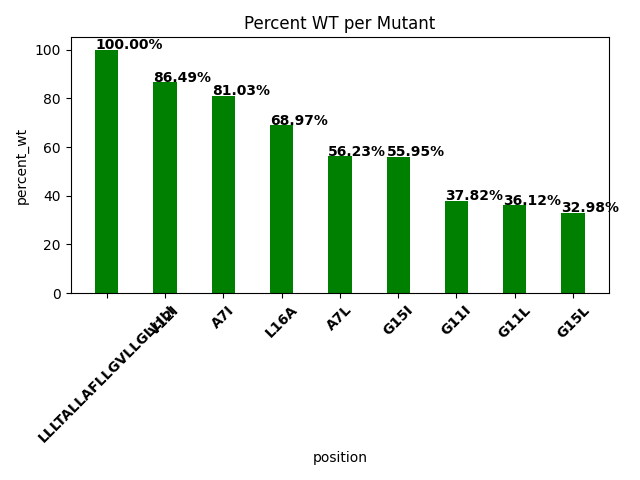 Percent WT per Mutant
percent_wt
100
80
60
40
20
0
100.00%
86.49%
81.03%
68.97%
56.23%
55.95%
37.82%
36.12%
32.98%
V12I
A7I
L16A
A7L
G15I
G11I
G11L
G15L
position